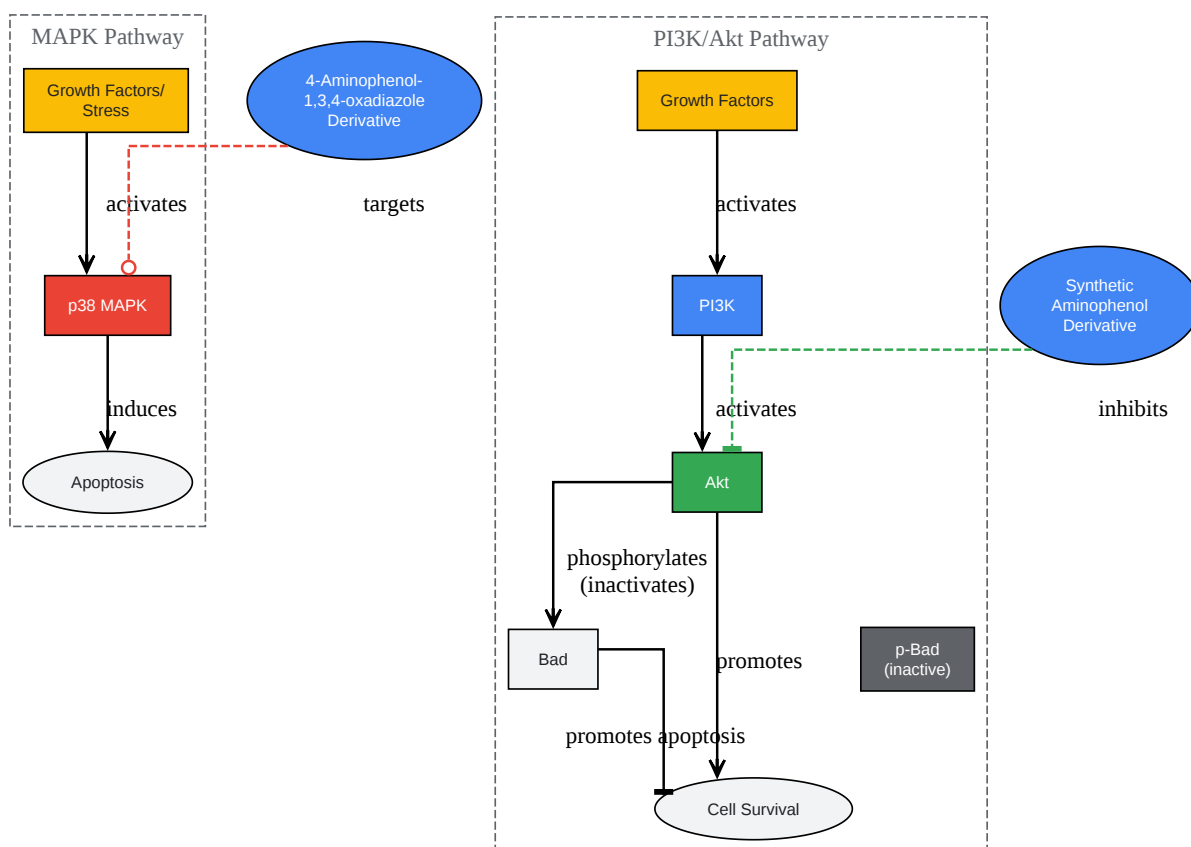 MAPK Pathway
Growth Factors/
Stress
4-Aminophenol-
1,3,4-oxadiazole
Derivative
activates
targets
p38 MAPK
induces
Apoptosis
PI3K/Akt Pathway
Growth Factors
activates
PI3K
Synthetic
Aminophenol
Derivative
activates
inhibits
Akt
phosphorylates
(inactivates)
Bad
promotes
p-Bad
(inactive)
promotes apoptosis
Cell Survival